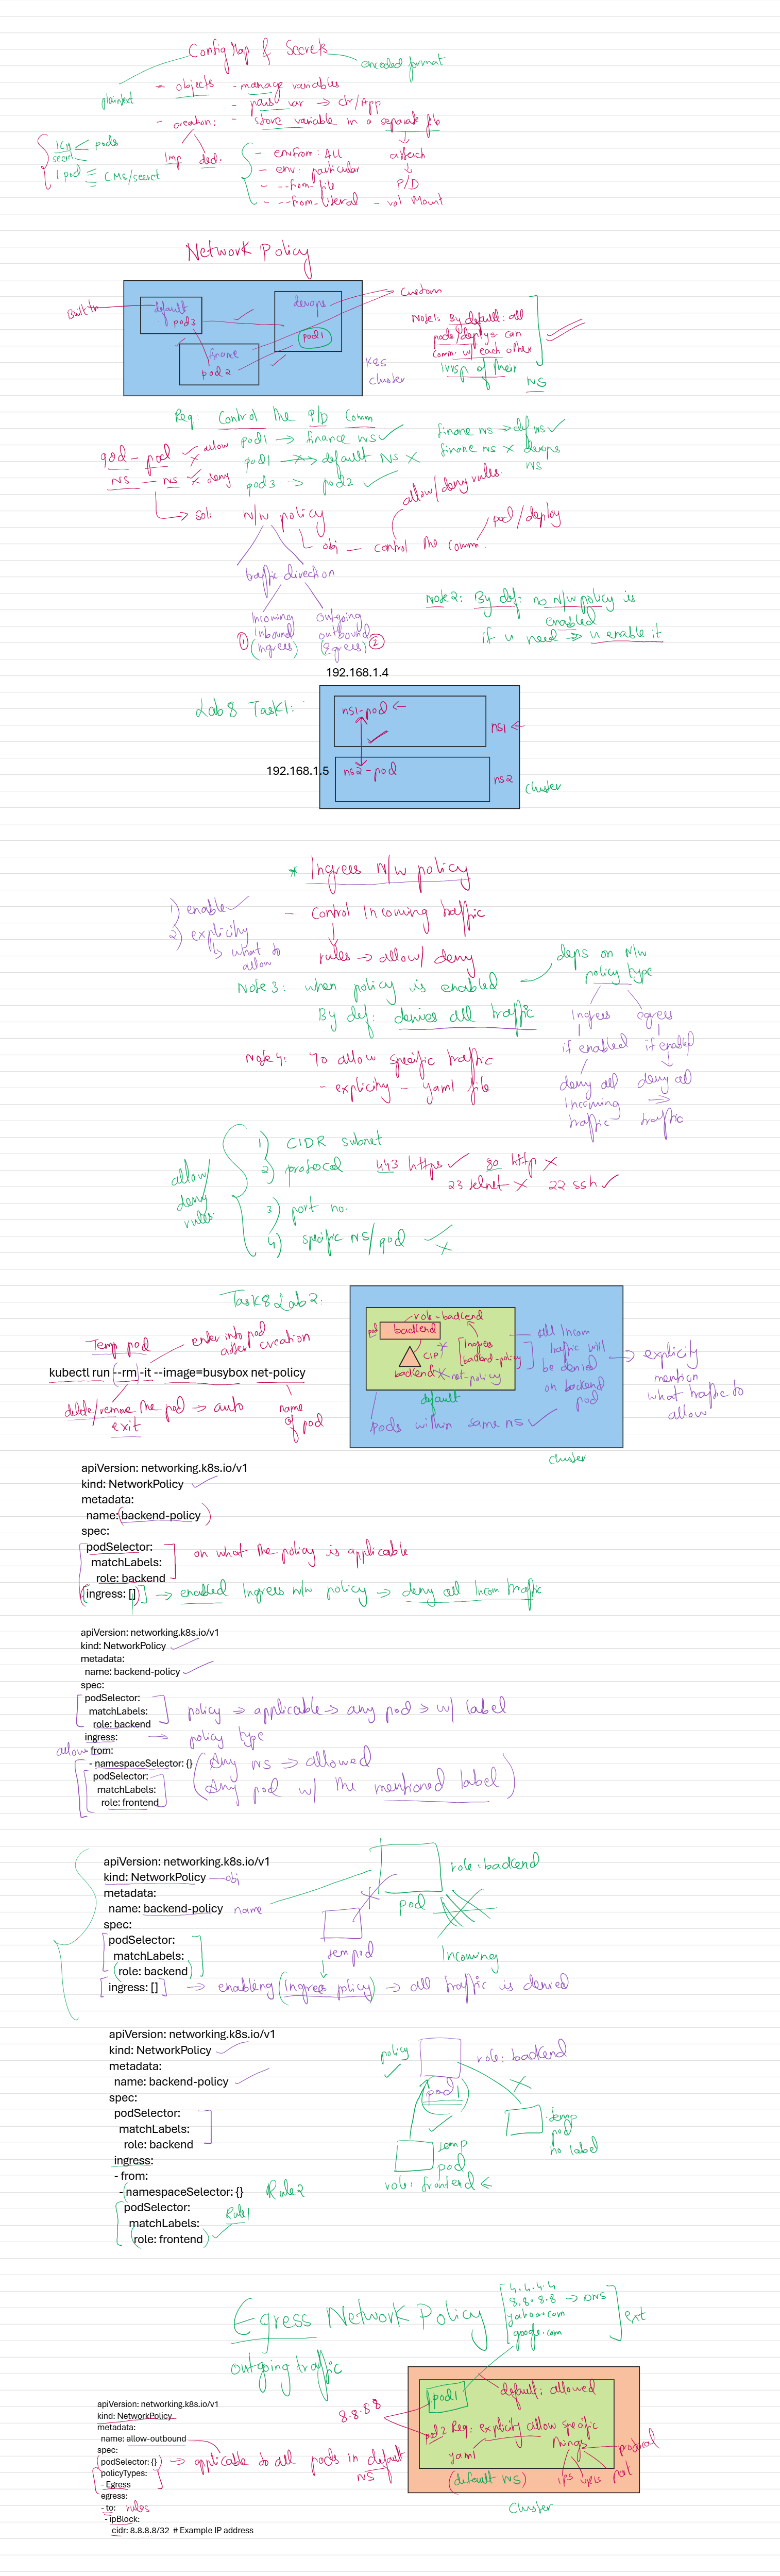 Config Map & Secrets
encoded format
plaintext
- objects - manage variables
- pass var → ctr/App
- creation: - store variable in a separate file
1 CM < pods
secret
1 pod ≤ CMs/secret
Imp ded.
- envFrom: ALL
- env: particular
- --from-file
- --from-literal - vol Mount
attach
↓
P/D
Network Policy
Built In
default
pod3
devops
pod1
finance
pod 2
Custom
K8s
cluster
Note1: By default: all
pods/deploys can
comm. w/ each other
irresp of their
NS
Req: Control the P/D Comm
pod - pod ✓ allow
NS - NS ✓ × deny
pod1 → finance ns ✓
pod1 → default NS ×
pod3 → pod2 ✓
finane ns → def ns ✓
finane ns × devops
ns
allow/deny rules
→ sol: N/w policy
obj - control the comm.
pod/deploy
traffic direction
Incoming
Inbound
① (Ingress)
outgoing
outbound
(Egress) ②
Note2: By def: no N/w policy is
enabled
if u need → u enable it
192.168.1.4
Lab 8 Task1:
ns1-pod ←
ns1 ←
192.168.1.5
ns2-pod
ns2
cluster
* Ingress N/w policy
1) enable ✓
2) explicity
↳ what to
allow
- Control Incoming traffic
↓
rules → allow/ deny
Note 3: when policy is enabled
By def: denies all traffic
deps on N/w
policy type
Ingress
if enabled
deny all
Incoming
traffic
egress
if enabled
↓
deny all
→
traffic
Note 4: To allow specific traffic
- explicity - yaml file
allow/
deny
rules
1) CIDR subnet
2) protocol 443 https ✓ 80 http ×
23 telnet × 22 ssh ✓
3) port no.
4) specific NS/pod ✓
×
Task8 Lab 2:
Temp pod
enter into pod
after creation
kubectl run --rm -it --image=busybox net-policy
delete/remove the pod → auto
exit
name
of pod
role-backend
pod
backend
CIP
Ingress
backend-policy
backend
net-policy
default
Pods within same ns ✓
all Incom
traffic will
be denied
on backend
pod
→ explicity
mention
what traffic to
allow
cluster
apiVersion: networking.k8s.io/v1
kind: NetworkPolicy
metadata:
name: backend-policy
spec:
podSelector:
matchLabels:
role: backend
on what the policy is applicable
ingress: [] → enabled Ingress n/w policy → deny all Incom traffic
apiVersion: networking.k8s.io/v1
kind: NetworkPolicy
metadata:
name: backend-policy
spec:
podSelector:
matchLabels:
role: backend
policy → applicable → any pod → w/ label
ingress: → policy type
allow - from:
- namespaceSelector: {}
podSelector:
matchLabels:
role: frontend
(Any ns → allowed
Any pod w/ the mentioned label)
apiVersion: networking.k8s.io/v1
kind: NetworkPolicy - obj
metadata:
name: backend-policy name
spec:
podSelector:
matchLabels:
role: backend
ingress: [] → enabling (Ingress policy) → all traffic is denied
role: backend
pod
tempod
Incoming
apiVersion: networking.k8s.io/v1
kind: NetworkPolicy
metadata:
name: backend-policy
spec:
podSelector:
matchLabels:
role: backend
ingress:
- from:
- namespaceSelector: {} Rule2
podSelector:
matchLabels:
role: frontend
Rule1
policy
role: backend
pod1
temp
pod
no label
temp
pod
role: frontend
Egress Network Policy
outgoing traffic
4.4.4.4
8.8.8.8 → DNS
yahoo.com
google.com
ext
apiVersion: networking.k8s.io/v1
kind: NetworkPolicy
metadata:
name: allow-outbound
spec:
podSelector: {} → applicable to all pods in default
NS
policyTypes:
- Egress
egress:
- to: rules
- ipBlock:
cidr: 8.8.8.8/32 # Example IP address
8.8.8.8
pod1
default: allowed
pod 2 Req: explicity allow specific
yaml things
(default ns)
ips urls port
protocol
cluster